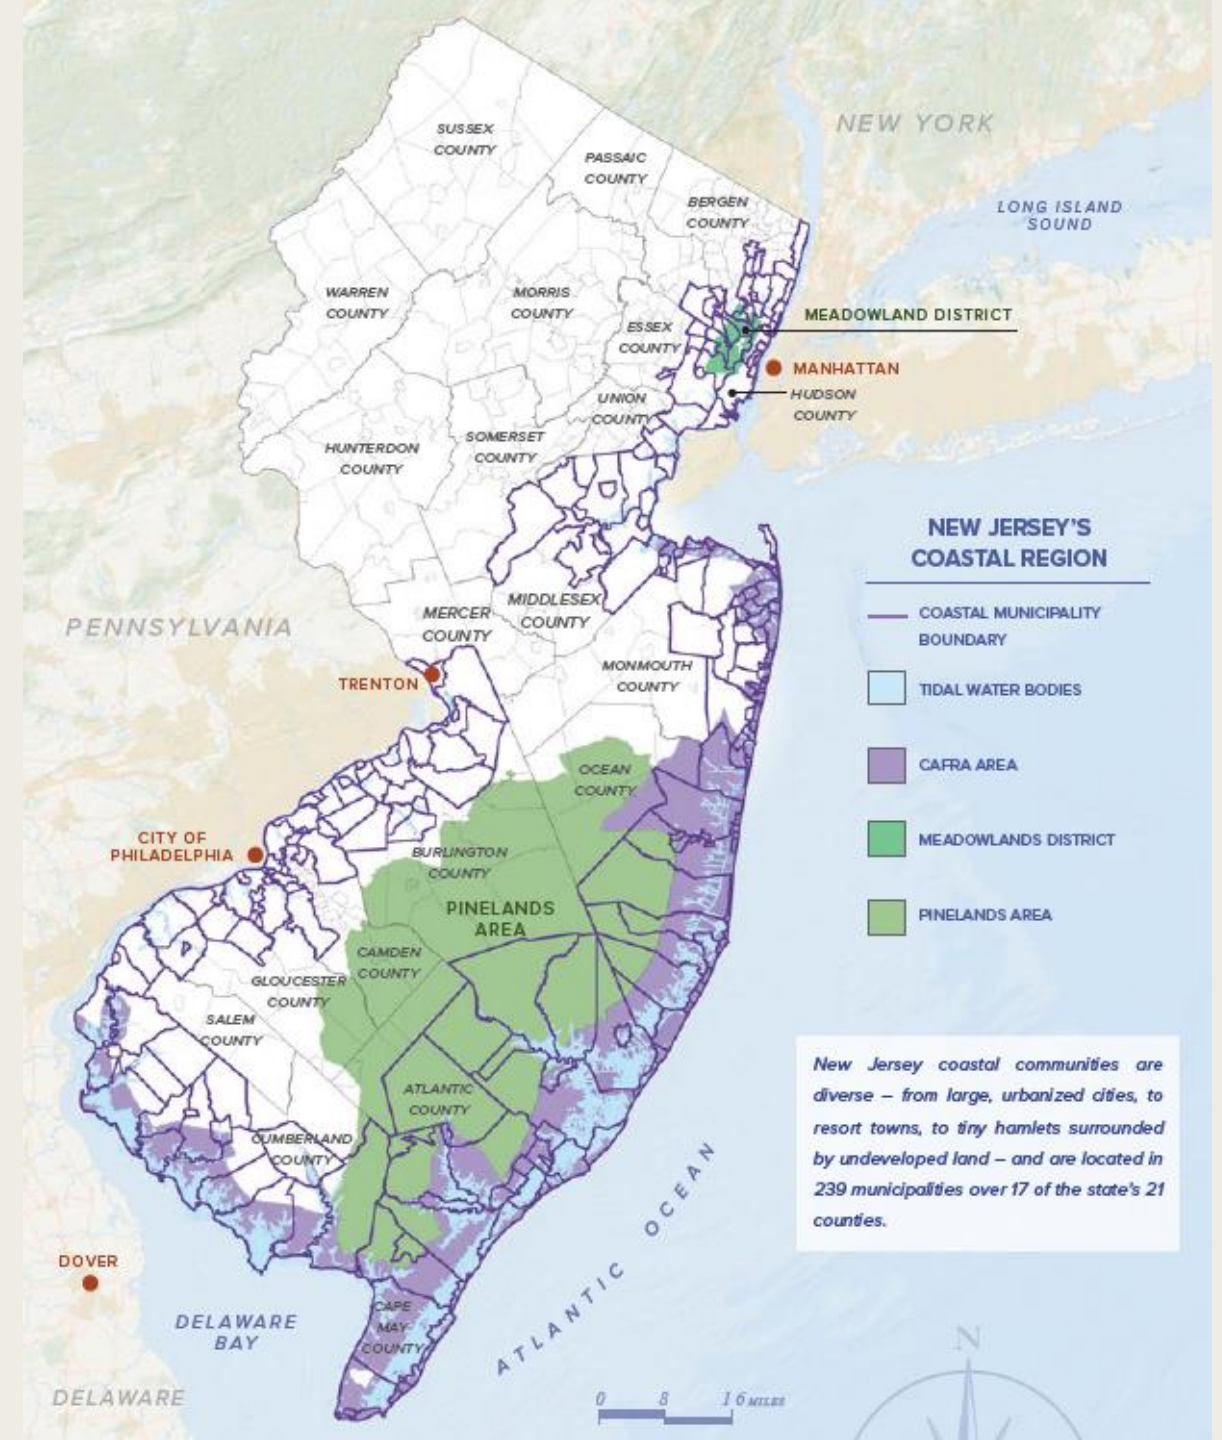 SUSSEX
COUNTY
PASSAIC
COUNTY
NEW YORK
BERGEN
COUNTY
LONG ISLAND
SOUND
WARREN
COUNTY
MORRIS
COUNTY
ESSEX
COUNTY
MEADOWLAND DISTRICT
MANHATTAN
HUDSON
COUNTY
UNION
COUNTY
HUNTERDON
COUNTY
SOMERSET
COUNTY
NEW JERSEY'S
COASTAL REGION
COASTAL MUNICIPALITY
BOUNDARY
TIDAL WATER BODIES
CAFRA AREA
MEADOWLANDS DISTRICT
PINELANDS AREA
PENNSYLVANIA
MERCER
COUNTY
MIDDLESEX
COUNTY
MONMOUTH
COUNTY
TRENTON
OCEAN
COUNTY
CITY OF
PHILADELPHIA
BURLINGTON
COUNTY
PINELANDS
AREA
CAMDEN
COUNTY
GLOUCESTER
COUNTY
SALEM
COUNTY
ATLANTIC
COUNTY
CUMBERLAND
COUNTY
New Jersey coastal communities are
diverse – from large, urbanized cities, to
resort towns, to tiny hamlets surrounded
by undeveloped land – and are located in
239 municipalities over 17 of the state's 21
counties.
ATLANTIC OCEAN
DOVER
DELAWARE
BAY
CAPE
MAY
COUNTY
DELAWARE
0 8 16 MILES
N